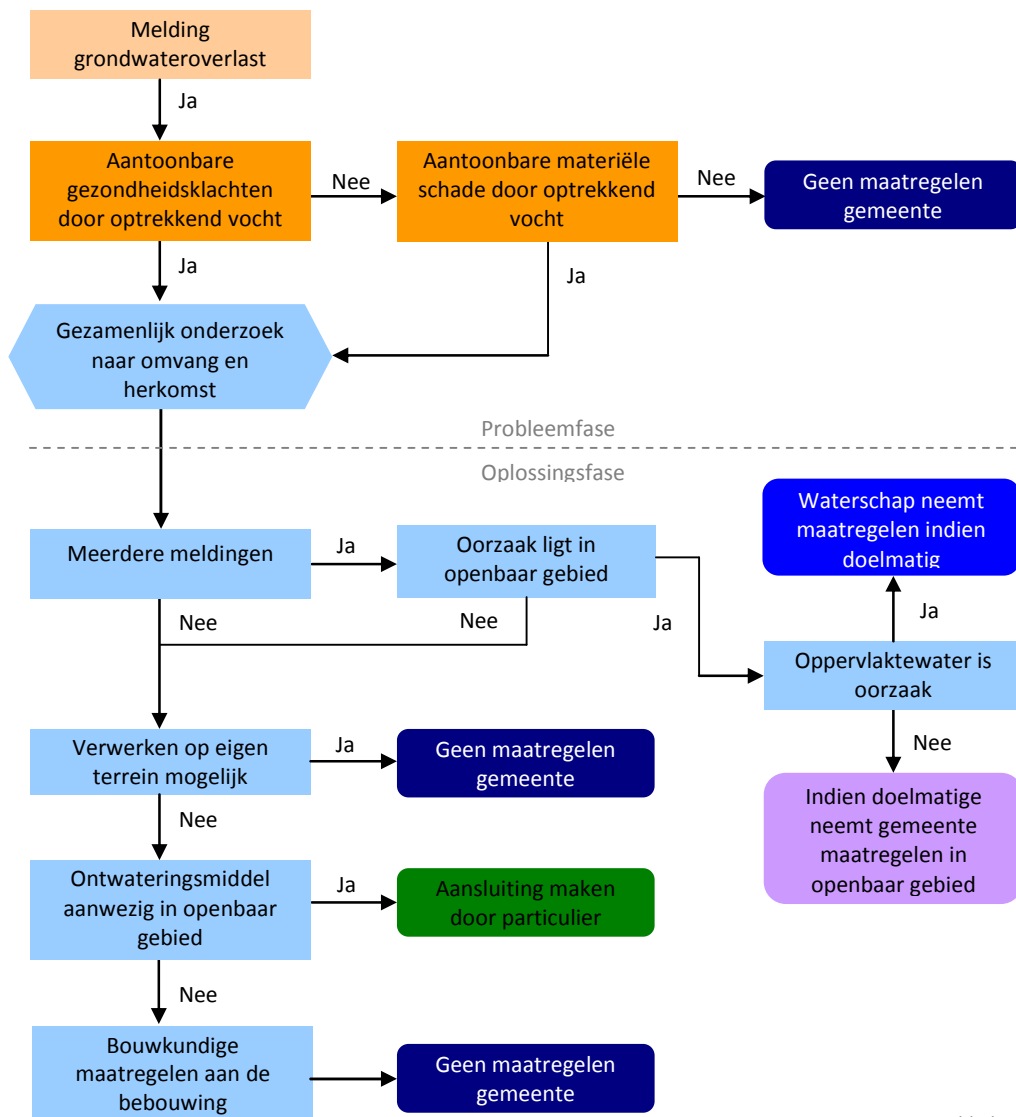 Melding
grondwateroverlast
Ja
Aantoonbare
gezondheidsklachten
door optrekkend vocht
Nee
Aantoonbare materiële
schade door optrekkend
vocht
Nee
Geen maatregelen
gemeente
Ja
Ja
Gezamenlijk onderzoek
naar omvang en
herkomst
Probleemfase
Oplossingsfase
Waterschap neemt
maatregelen indien
doelmatig
Meerdere meldingen
Ja
Oorzaak ligt in
openbaar gebied
Nee
Nee
Ja
Ja
Oppervlaktewater is
oorzaak
Nee
Verwerken op eigen
terrein mogelijk
Ja
Geen maatregelen
gemeente
Indien doelmatige
neemt gemeente
maatregelen in
openbaar gebied
Nee
Ontwateringsmiddel
aanwezig in openbaar
gebied
Ja
Aansluiting maken
door particulier
Nee
Bouwkundige
maatregelen aan de
bebouwing
Geen maatregelen
gemeente